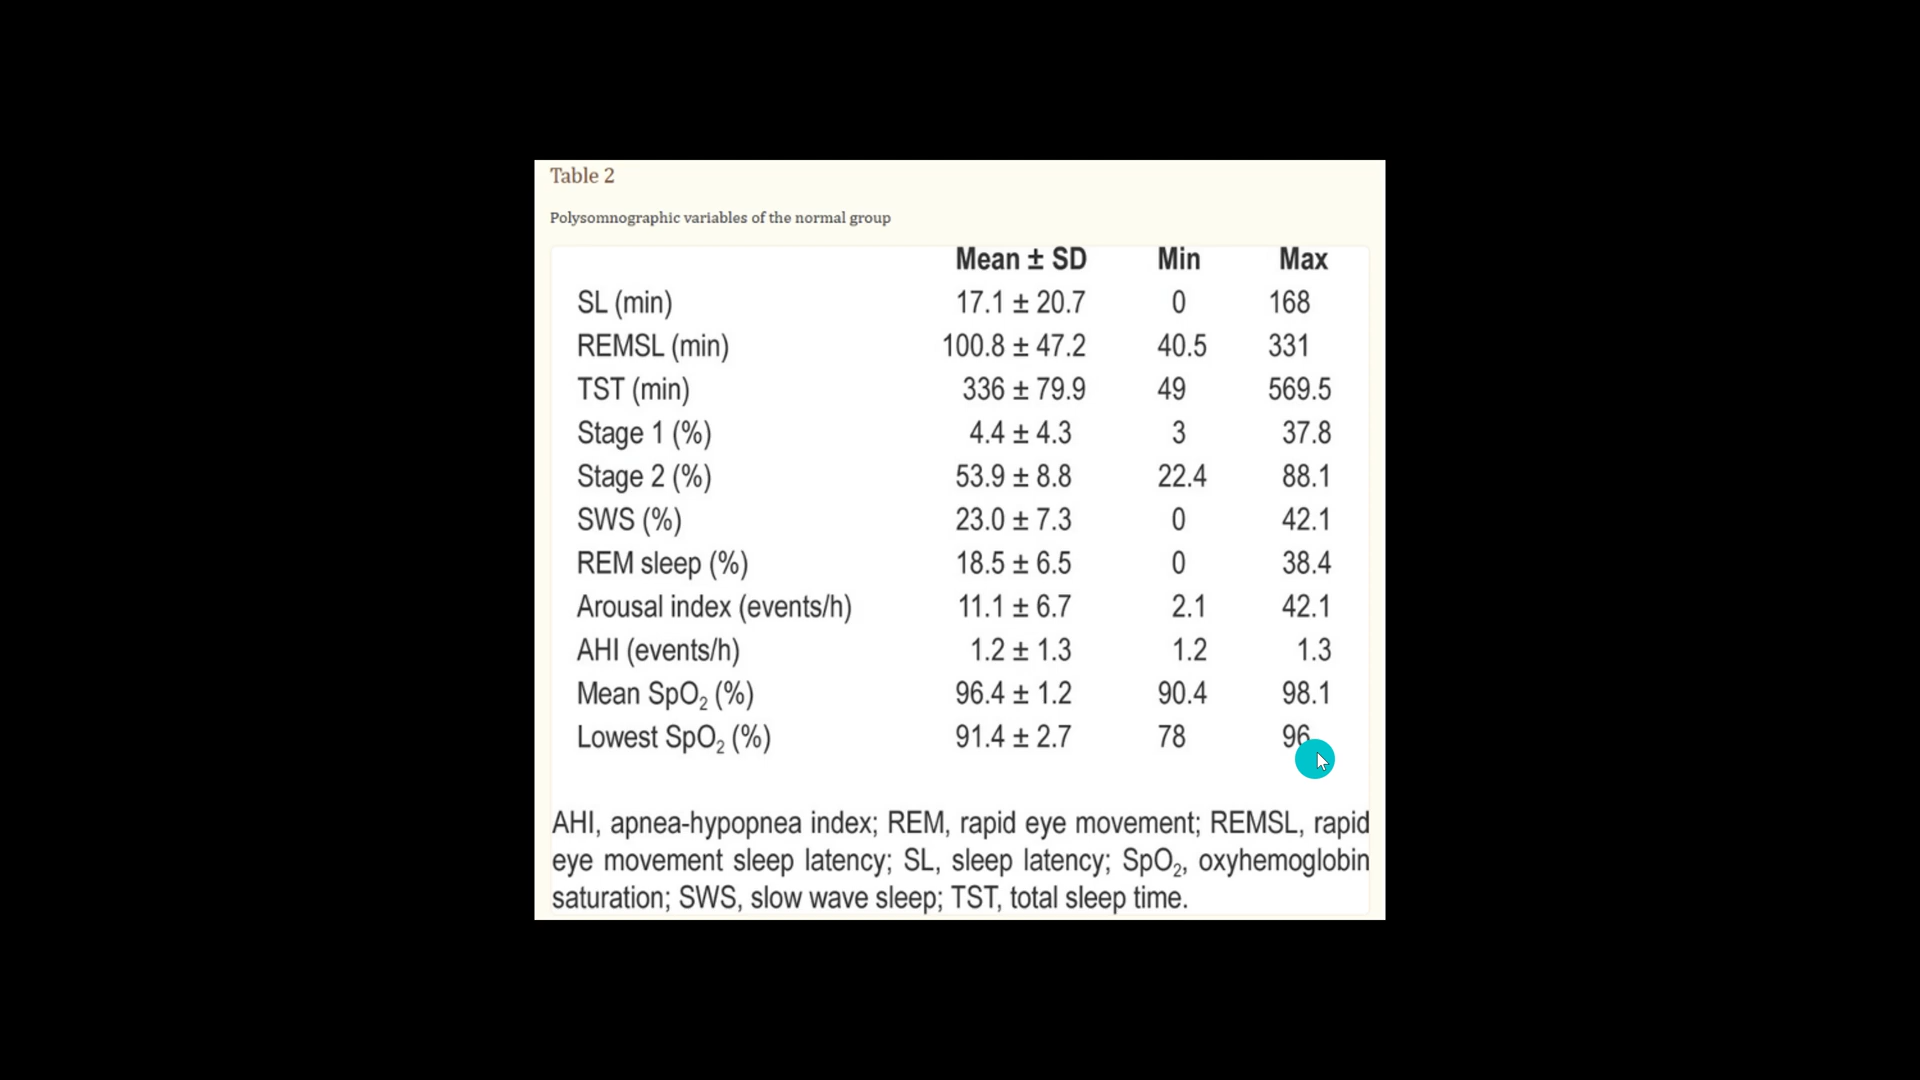 Table 2
Polysomnographic variables of the normal group
Mean ± SD Min Max
SL (min) 17.1 ± 20.7 0 168
REMSL (min) 100.8 ± 47.2 40.5 331
TST (min) 336 ± 79.9 49 569.5
Stage 1 (%) 4.4 ± 4.3 3 37.8
Stage 2 (%) 53.9 ± 8.8 22.4 88.1
SWS (%) 23.0 ± 7.3 0 42.1
REM sleep (%) 18.5 ± 6.5 0 38.4
Arousal index (events/h) 11.1 ± 6.7 2.1 42.1
AHI (events/h) 1.2 ± 1.3 1.2 1.3
Mean SpO₂ (%) 96.4 ± 1.2 90.4 98.1
Lowest SpO₂ (%) 91.4 ± 2.7 78 96
AHI, apnea-hypopnea index; REM, rapid eye movement; REMSL, rapid
eye movement sleep latency; SL, sleep latency; SpO₂, oxyhemoglobin
saturation; SWS, slow wave sleep; TST, total sleep time.